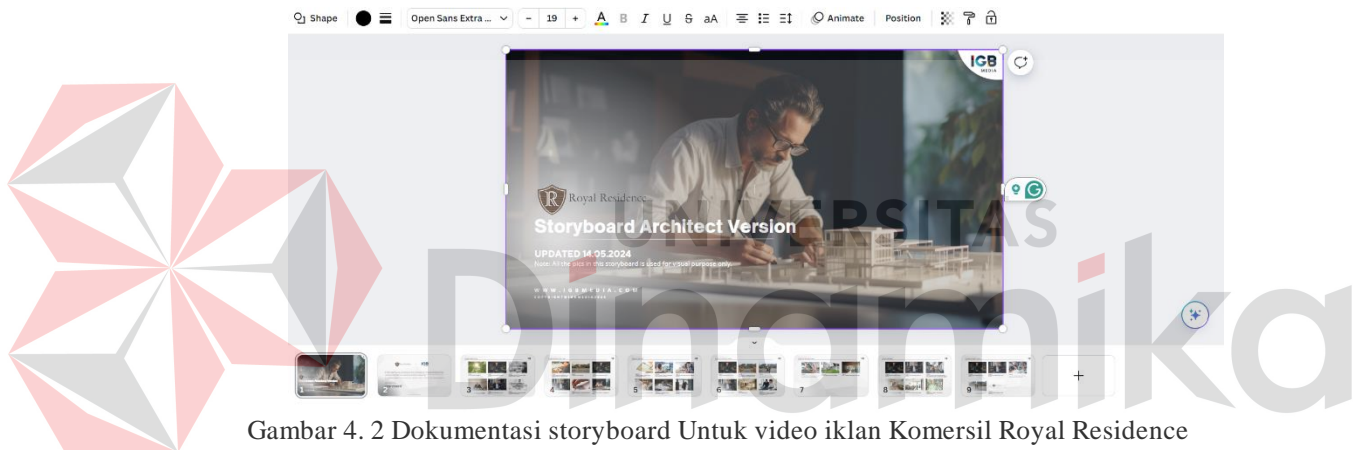 Shape
Open Sans Extra ...
- 19 +
A B I U S aA
Animate
Position
IGB
MEDIA
R
Royal Residence
Storyboard Architect Version
UPDATED 14.05.2024
Note: All the pics in this storyboard is used for visual purpose only.
WWW.IGBMEDIA.COM
UNIVERSITAS
Dinamika
1 2 3 4 5 6 7 8 9 +
Gambar 4. 2 Dokumentasi storyboard Untuk video iklan Komersil Royal Residence